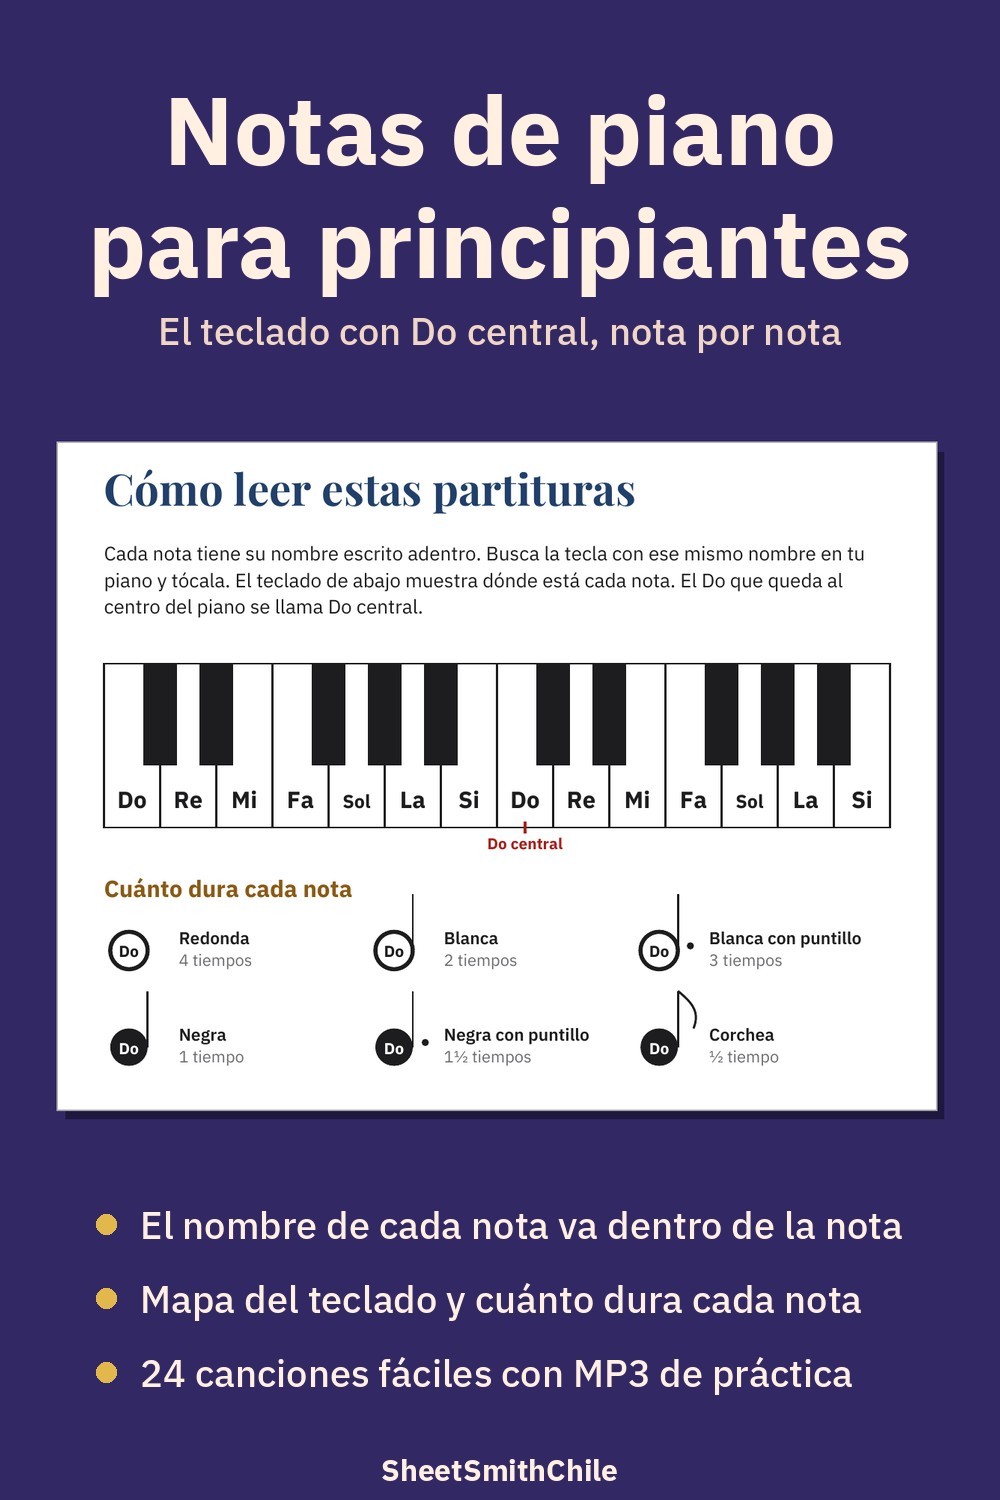 Notas de piano
para principiantes
El teclado con Do central, nota por nota
Cómo leer estas partituras
Cada nota tiene su nombre escrito adentro. Busca la tecla con ese mismo nombre en tu
piano y tócala. El teclado de abajo muestra dónde está cada nota. El Do que queda al
centro del piano se llama Do central.
Do Re Mi Fa Sol La Si Do Re Mi Fa Sol La Si
Do central
Cuánto dura cada nota
Do Redonda
4 tiempos
Do Blanca
2 tiempos
Do Blanca con puntillo
3 tiempos
Do Negra
1 tiempo
Do Negra con puntillo
1½ tiempos
Do Corchea
½ tiempo
El nombre de cada nota va dentro de la nota
Mapa del teclado y cuánto dura cada nota
24 canciones fáciles con MP3 de práctica
SheetSmithChile